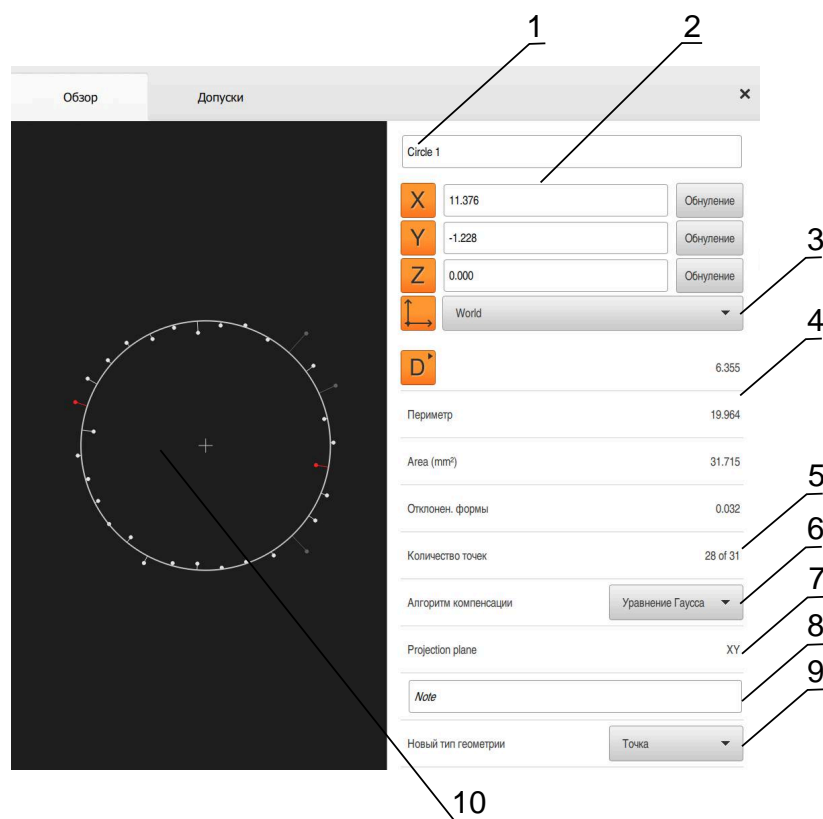 1
2
Обзор Допуски ×
Circle 1
X 11.376 Обнуление
Y -1.228 Обнуление
3
Z 0.000 Обнуление
World
4
D 6.355
Периметр 19.964
Area (mm²) 31.715
5
Отклонен. формы 0.032
6
Количество точек 28 of 31
7
Алгоритм компенсации Уравнение Гаусса
8
Projection plane XY
9
Note
Новый тип геометрии Точка
10